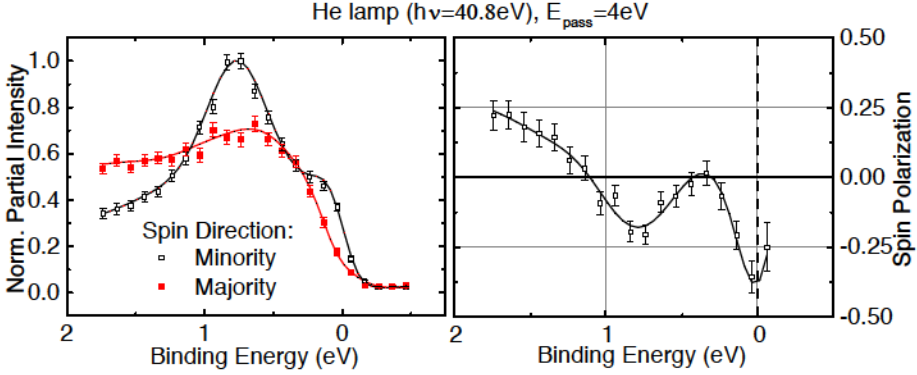 He lamp (hν=40.8eV), E_pass=4eV
Norm. Partial Intensity
1.0
0.8
0.6
0.4
0.2
0.0
Spin Direction:
Minority
Majority
2
1
0
Binding Energy (eV)
0.50
0.25
0.00
-0.25
-0.50
Spin Polarization
2
1
0
Binding Energy (eV)